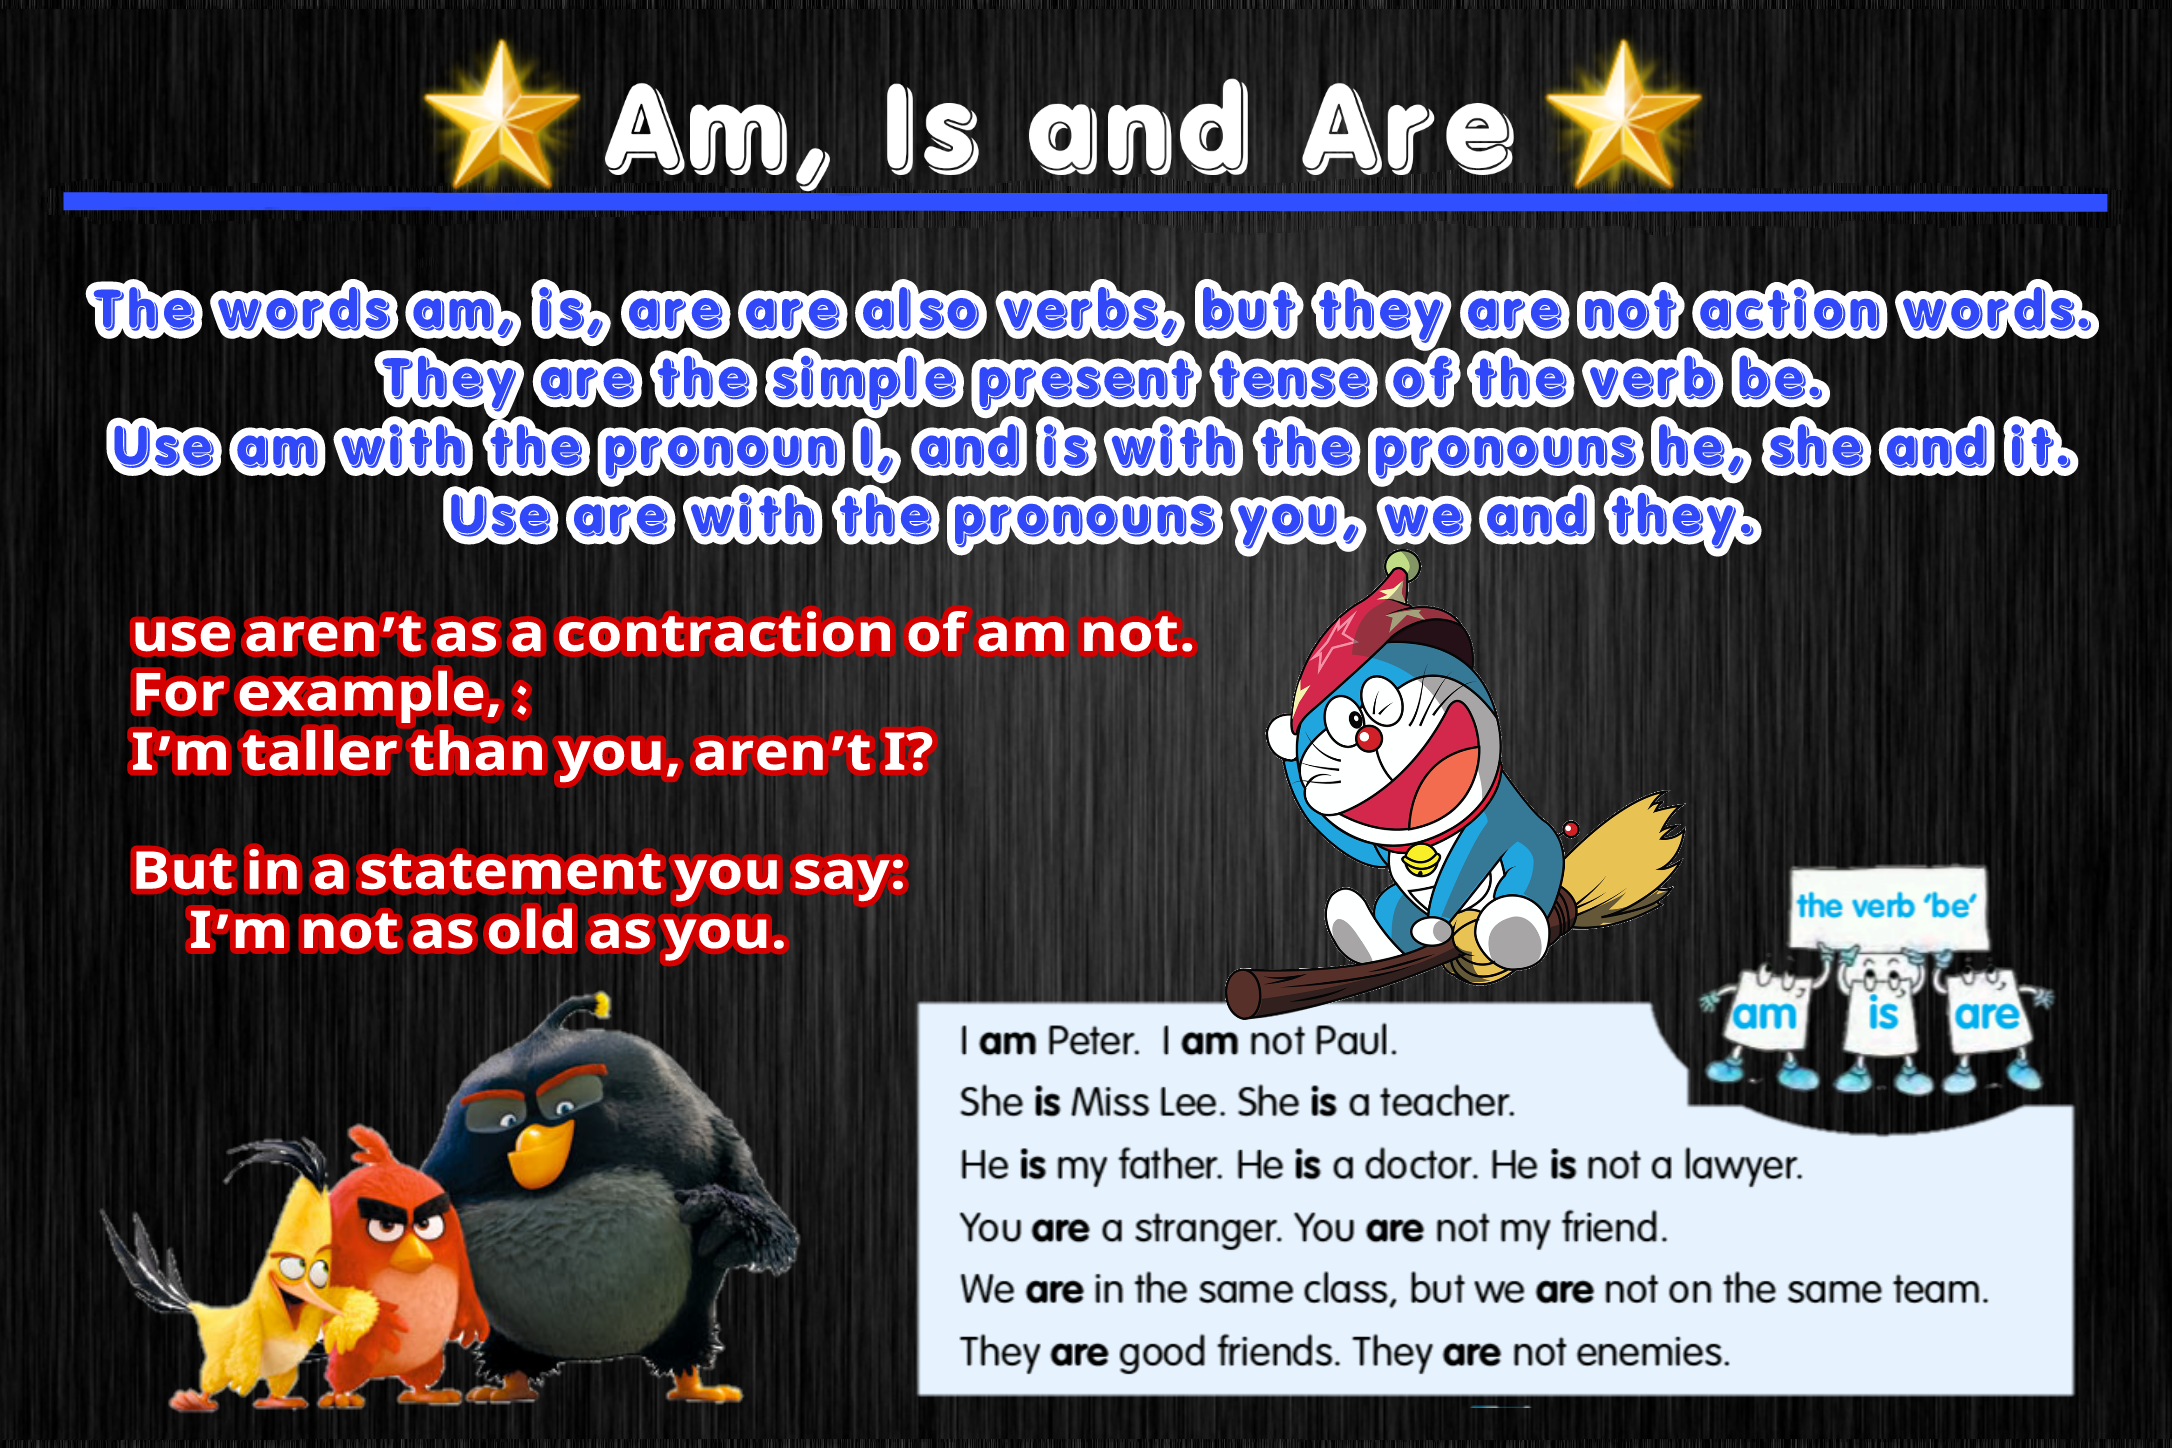 Am, Is and Are
The words am, is, are are also verbs, but they are not action words.
They are the simple present tense of the verb be.
Use am with the pronoun I, and is with the pronouns he, she and it.
Use are with the pronouns you, we and they.
use aren’t as a contraction of am not.
For example, :
I’m taller than you, aren’t I?
But in a statement you say:
I’m not as old as you.
the verb ‘be’
am is are
I am Peter. I am not Paul.
She is Miss Lee. She is a teacher.
He is my father. He is a doctor. He is not a lawyer.
You are a stranger. You are not my friend.
We are in the same class, but we are not on the same team.
They are good friends. They are not enemies.